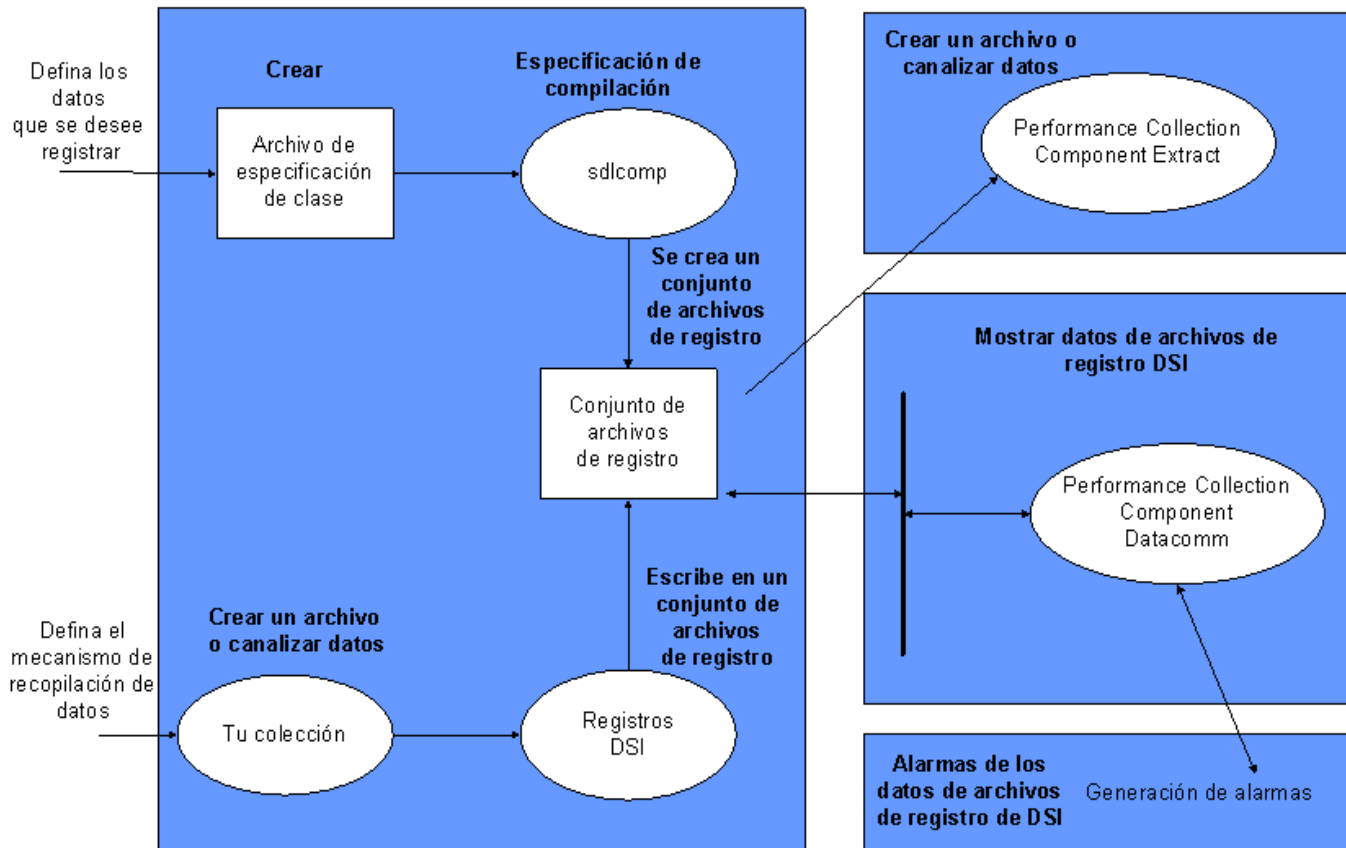 Defina los
datos
que se desee
registrar
Crear
Archivo de
especificación
de clase
Especificación de
compilación
sdlcomp
Se crea un
conjunto
de archivos
de registro
Conjunto de
archivos
de registro
Escribe en un
conjunto de
archivos
de registro
Defina el
mecanismo de
recopilación de
datos
Crear un archivo
o canalizar datos
Tu colección
Registros
DSI
Crear un archivo o
canalizar datos
Performance Collection
Component Extract
Mostrar datos de archivos de
registro DSI
Performance Collection
Component
Datacomm
Alarmas de los
datos de archivos
de registro de DSI
Generación de alarmas